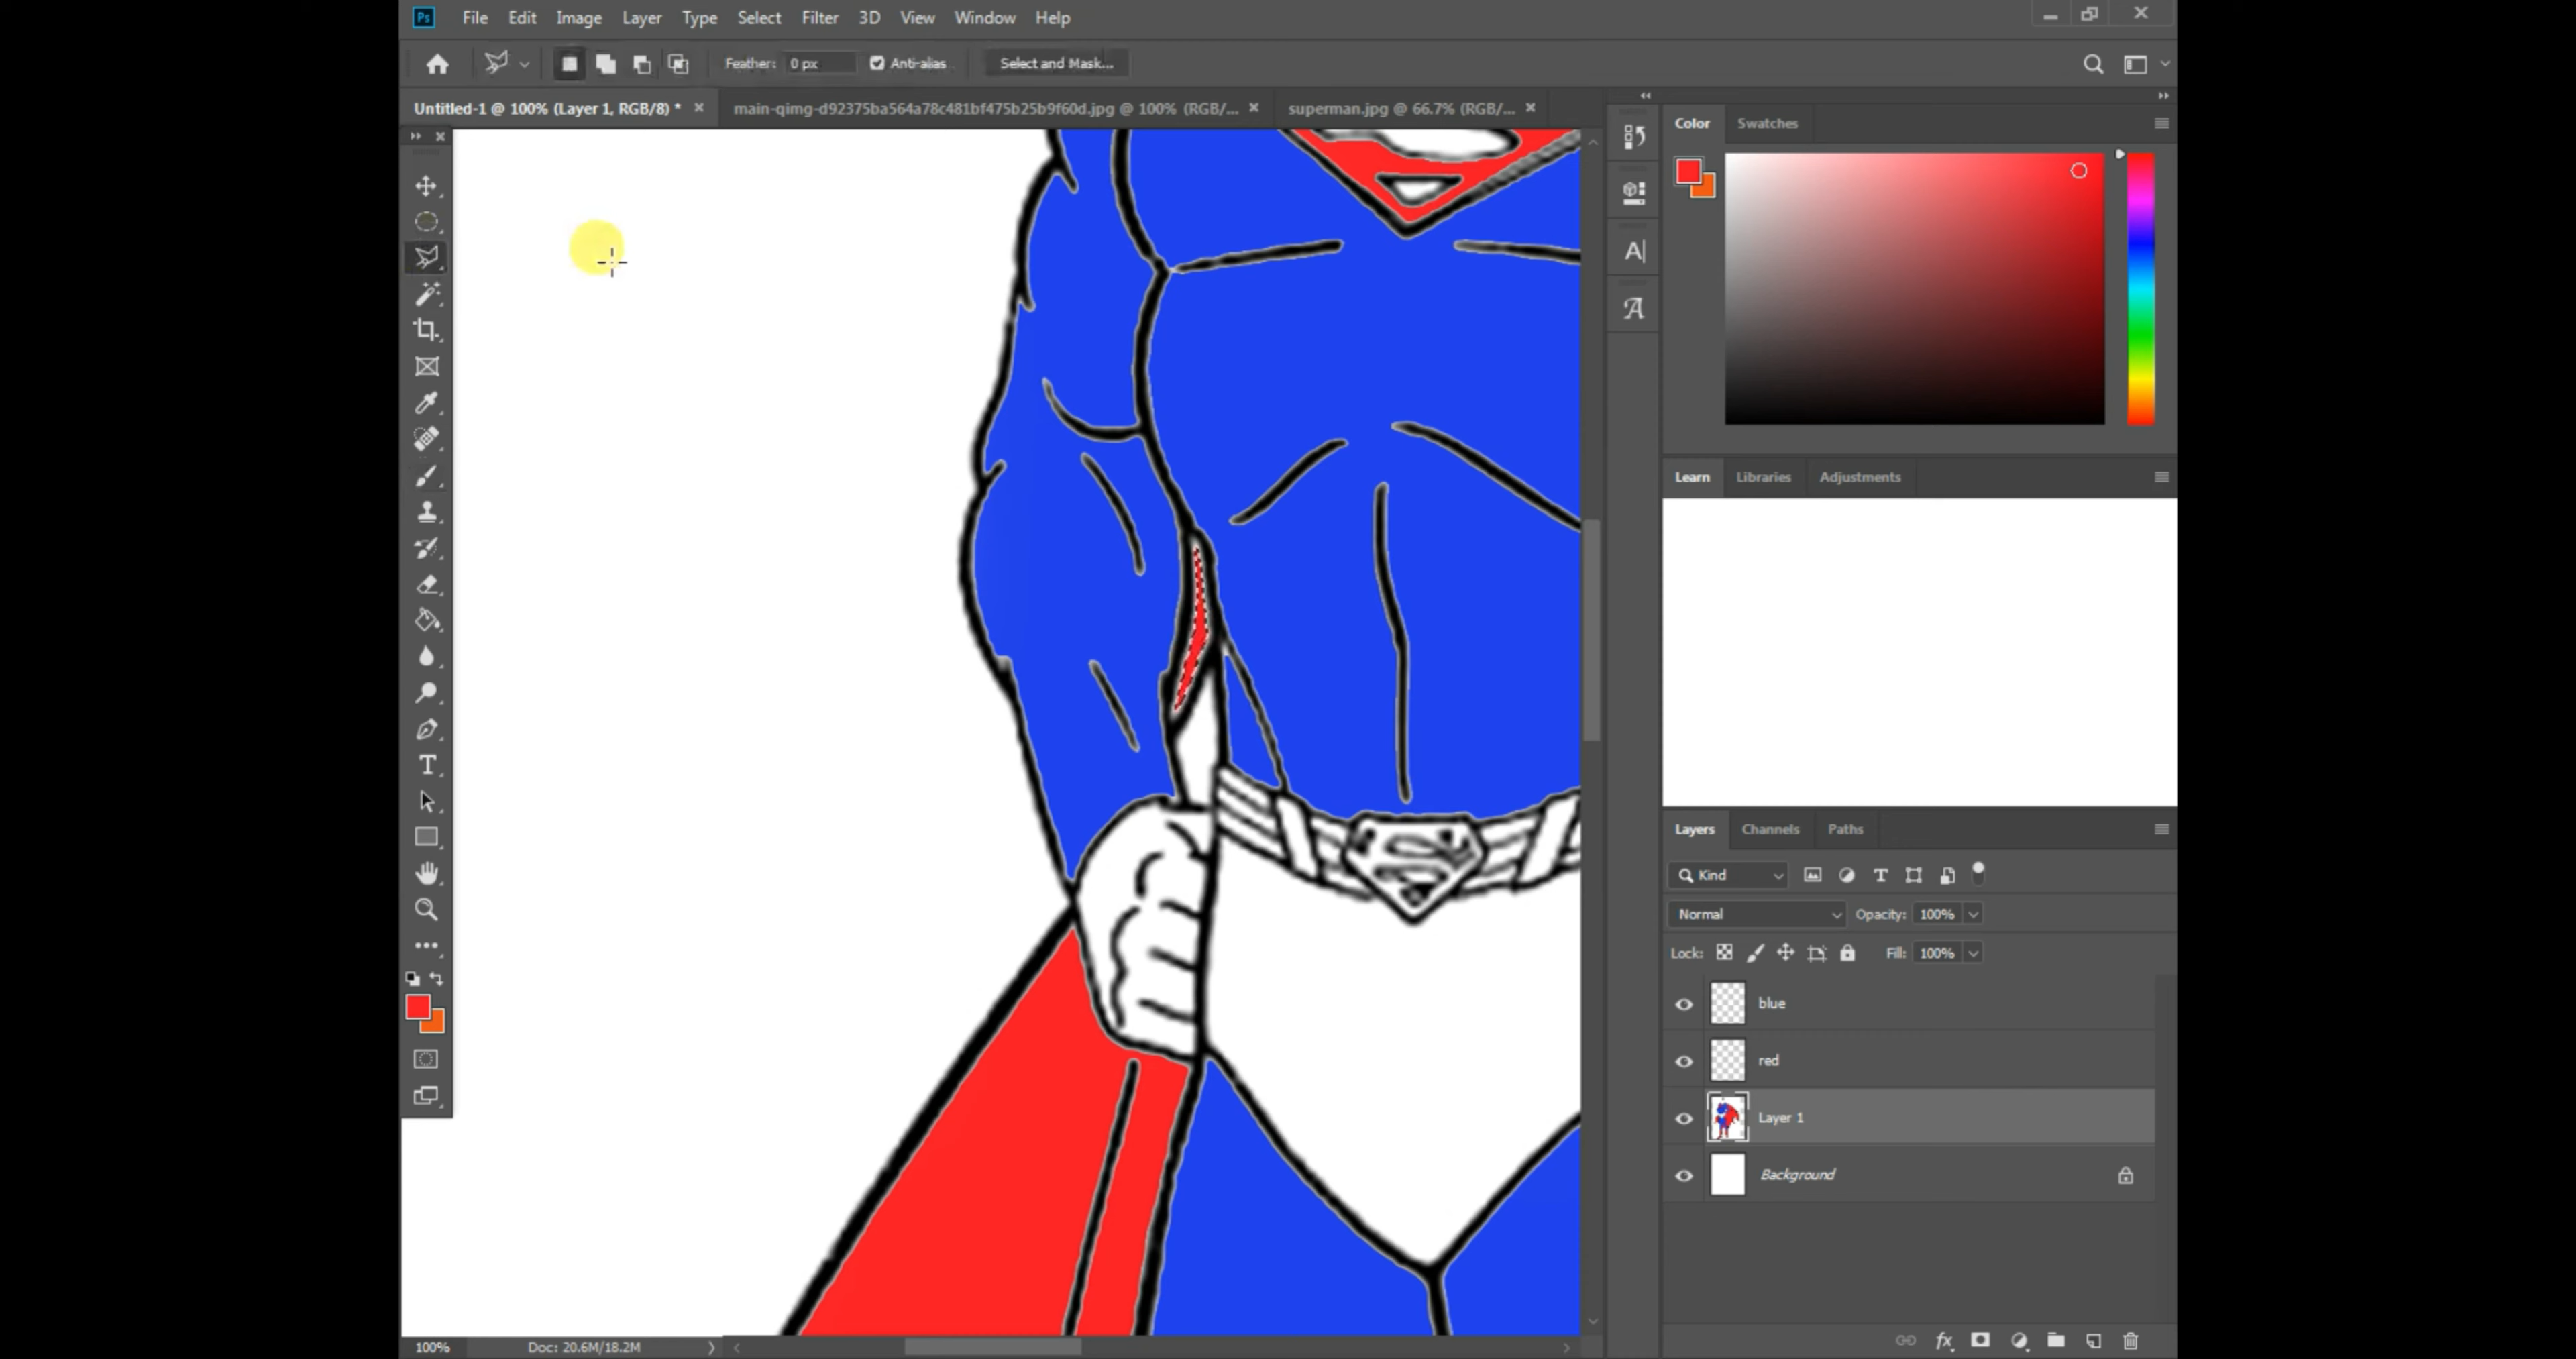 Ps File Edit Image Layer Type Select Filter 3D View Window Help
Feather: 0 px Anti-alias Select and Mask...
Untitled-1 @ 100% (Layer 1, RGB/8) * main-qimg-d92375ba564a78c481bf475b25b9f60d.jpg @ 100% (RGB/... superman.jpg @ 66.7% (RGB/...
Color Swatches
Learn Libraries Adjustments
Layers Channels Paths
Kind
Normal Opacity: 100%
Lock: Fill: 100%
blue
red
Layer 1
Background
100% Doc: 20.6M/18.2M